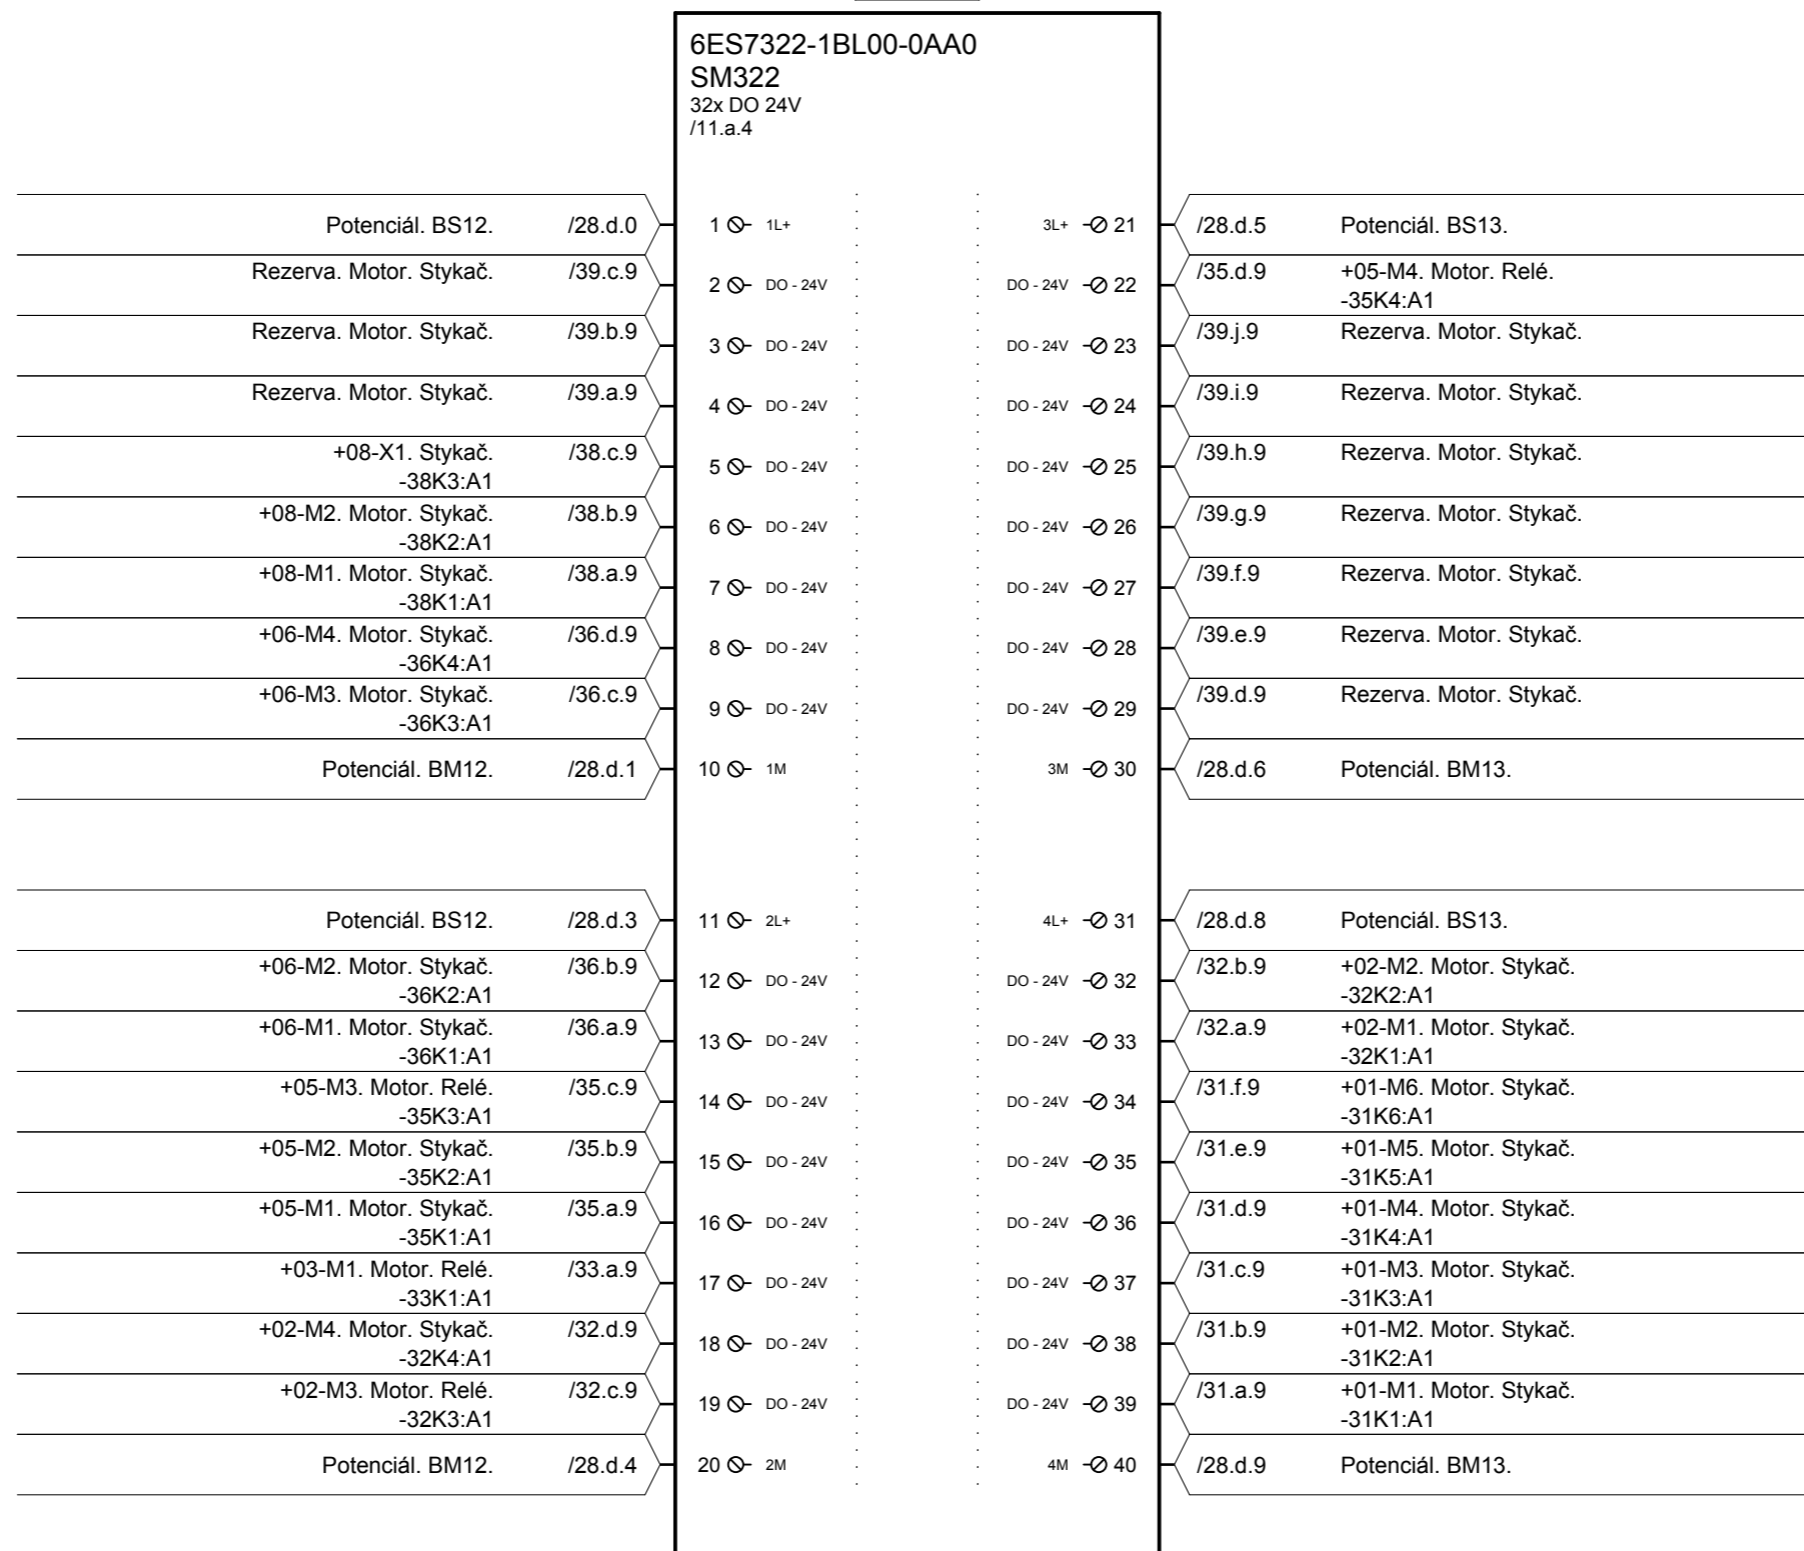 6ES7322-1BL00-0AA0
SM322
32x DO 24V
/11.a.4
Potenciál. BS12. /28.d.0 1 1L+ 3L+ 21 /28.d.5 Potenciál. BS13.
Rezerva. Motor. Stykač. /39.c.9 2 DO - 24V DO - 24V 22 /35.d.9 +05-M4. Motor. Relé.
-35K4:A1
Rezerva. Motor. Stykač. /39.b.9 3 DO - 24V DO - 24V 23 /39.j.9 Rezerva. Motor. Stykač.
Rezerva. Motor. Stykač. /39.a.9 4 DO - 24V DO - 24V 24 /39.i.9 Rezerva. Motor. Stykač.
+08-X1. Stykač. /38.c.9 5 DO - 24V DO - 24V 25 /39.h.9 Rezerva. Motor. Stykač.
-38K3:A1
+08-M2. Motor. Stykač. /38.b.9 6 DO - 24V DO - 24V 26 /39.g.9 Rezerva. Motor. Stykač.
-38K2:A1
+08-M1. Motor. Stykač. /38.a.9 7 DO - 24V DO - 24V 27 /39.f.9 Rezerva. Motor. Stykač.
-38K1:A1
+06-M4. Motor. Stykač. /36.d.9 8 DO - 24V DO - 24V 28 /39.e.9 Rezerva. Motor. Stykač.
-36K4:A1
+06-M3. Motor. Stykač. /36.c.9 9 DO - 24V DO - 24V 29 /39.d.9 Rezerva. Motor. Stykač.
-36K3:A1
Potenciál. BM12. /28.d.1 10 1M 3M 30 /28.d.6 Potenciál. BM13.
Potenciál. BS12. /28.d.3 11 2L+ 4L+ 31 /28.d.8 Potenciál. BS13.
+06-M2. Motor. Stykač. /36.b.9 12 DO - 24V DO - 24V 32 /32.b.9 +02-M2. Motor. Stykač.
-36K2:A1 -32K2:A1
+06-M1. Motor. Stykač. /36.a.9 13 DO - 24V DO - 24V 33 /32.a.9 +02-M1. Motor. Stykač.
-36K1:A1 -32K1:A1
+05-M3. Motor. Relé. /35.c.9 14 DO - 24V DO - 24V 34 /31.f.9 +01-M6. Motor. Stykač.
-35K3:A1 -31K6:A1
+05-M2. Motor. Stykač. /35.b.9 15 DO - 24V DO - 24V 35 /31.e.9 +01-M5. Motor. Stykač.
-35K2:A1 -31K5:A1
+05-M1. Motor. Stykač. /35.a.9 16 DO - 24V DO - 24V 36 /31.d.9 +01-M4. Motor. Stykač.
-35K1:A1 -31K4:A1
+03-M1. Motor. Relé. /33.a.9 17 DO - 24V DO - 24V 37 /31.c.9 +01-M3. Motor. Stykač.
-33K1:A1 -31K3:A1
+02-M4. Motor. Stykač. /32.d.9 18 DO - 24V DO - 24V 38 /31.b.9 +01-M2. Motor. Stykač.
-32K4:A1 -31K2:A1
+02-M3. Motor. Relé. /32.c.9 19 DO - 24V DO - 24V 39 /31.a.9 +01-M1. Motor. Stykač.
-32K3:A1 -31K1:A1
Potenciál. BM12. /28.d.4 20 2M 4M 40 /28.d.9 Potenciál. BM13.